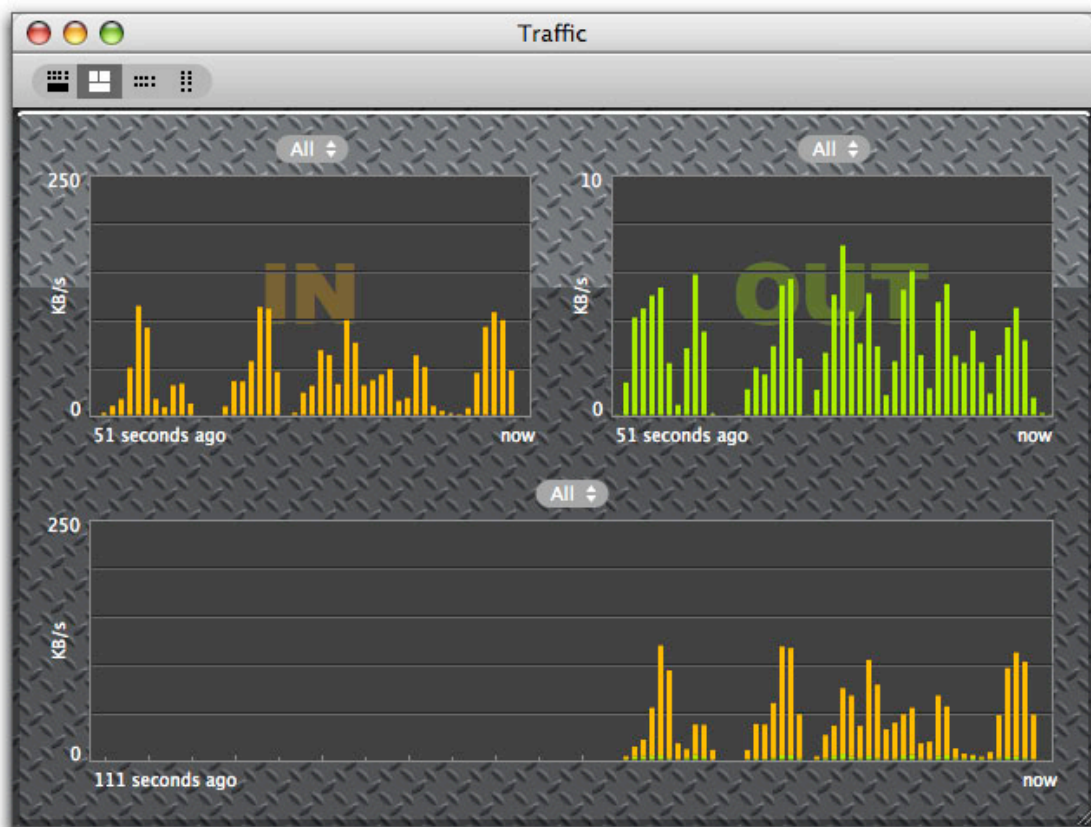 Traffic
All
All
250
10
IN
OUT
KB/s
KB/s
0
0
51 seconds ago
now
51 seconds ago
now
All
250
KB/s
0
111 seconds ago
now